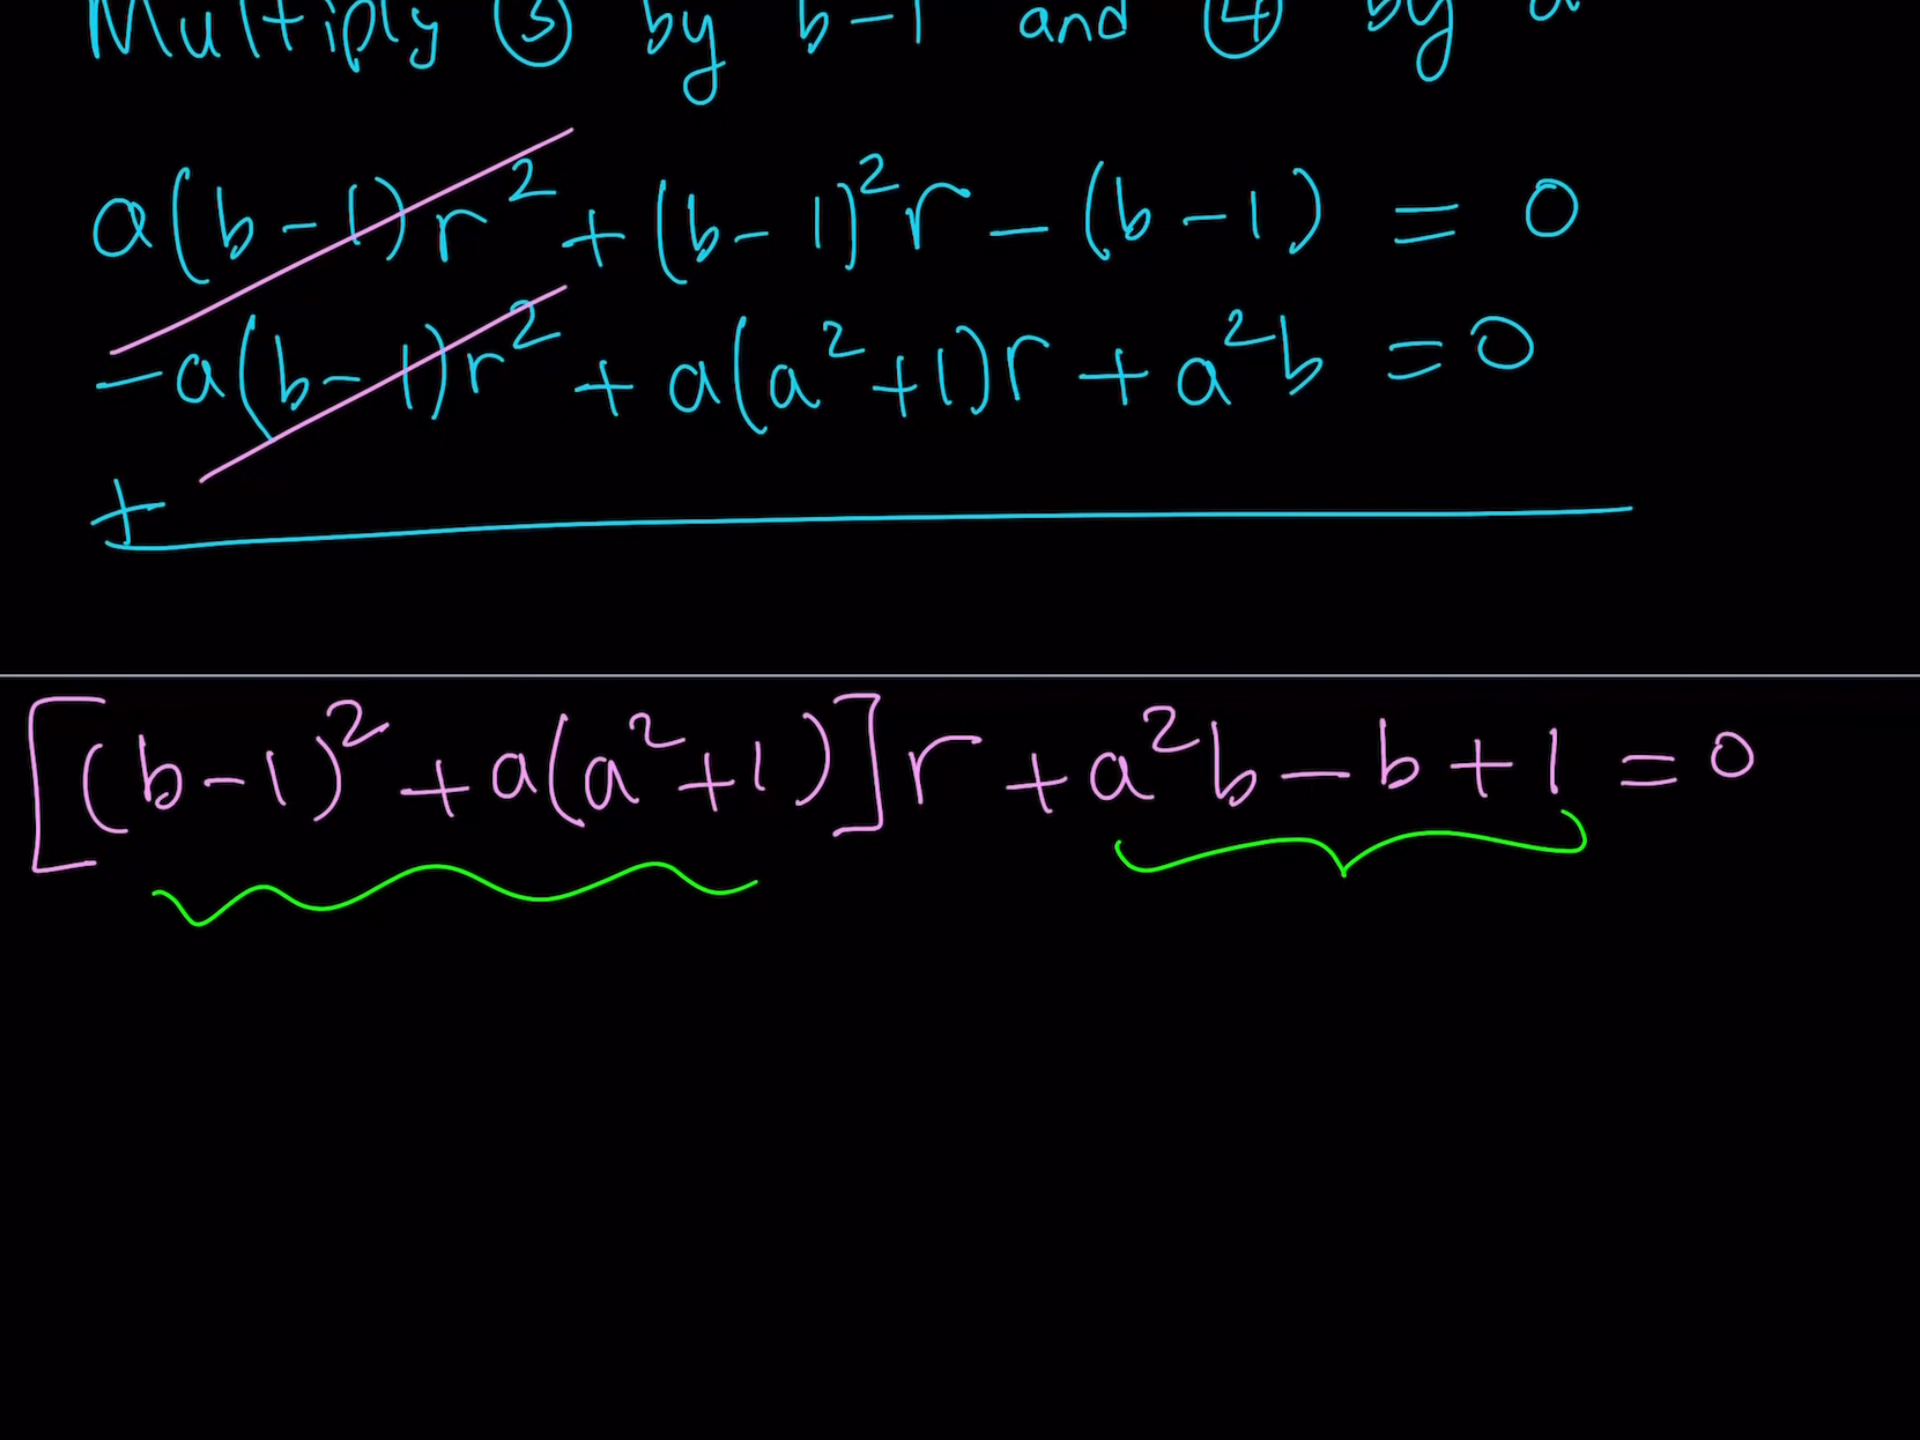 Multiply ③ by b-1 and ④ by a
a(b-1)r² + (b-1)²r - (b-1) = 0
-a(b-1)r² + a(a²+1)r + a²b = 0
+
[(b-1)² + a(a²+1)]r + a²b - b + 1 = 0